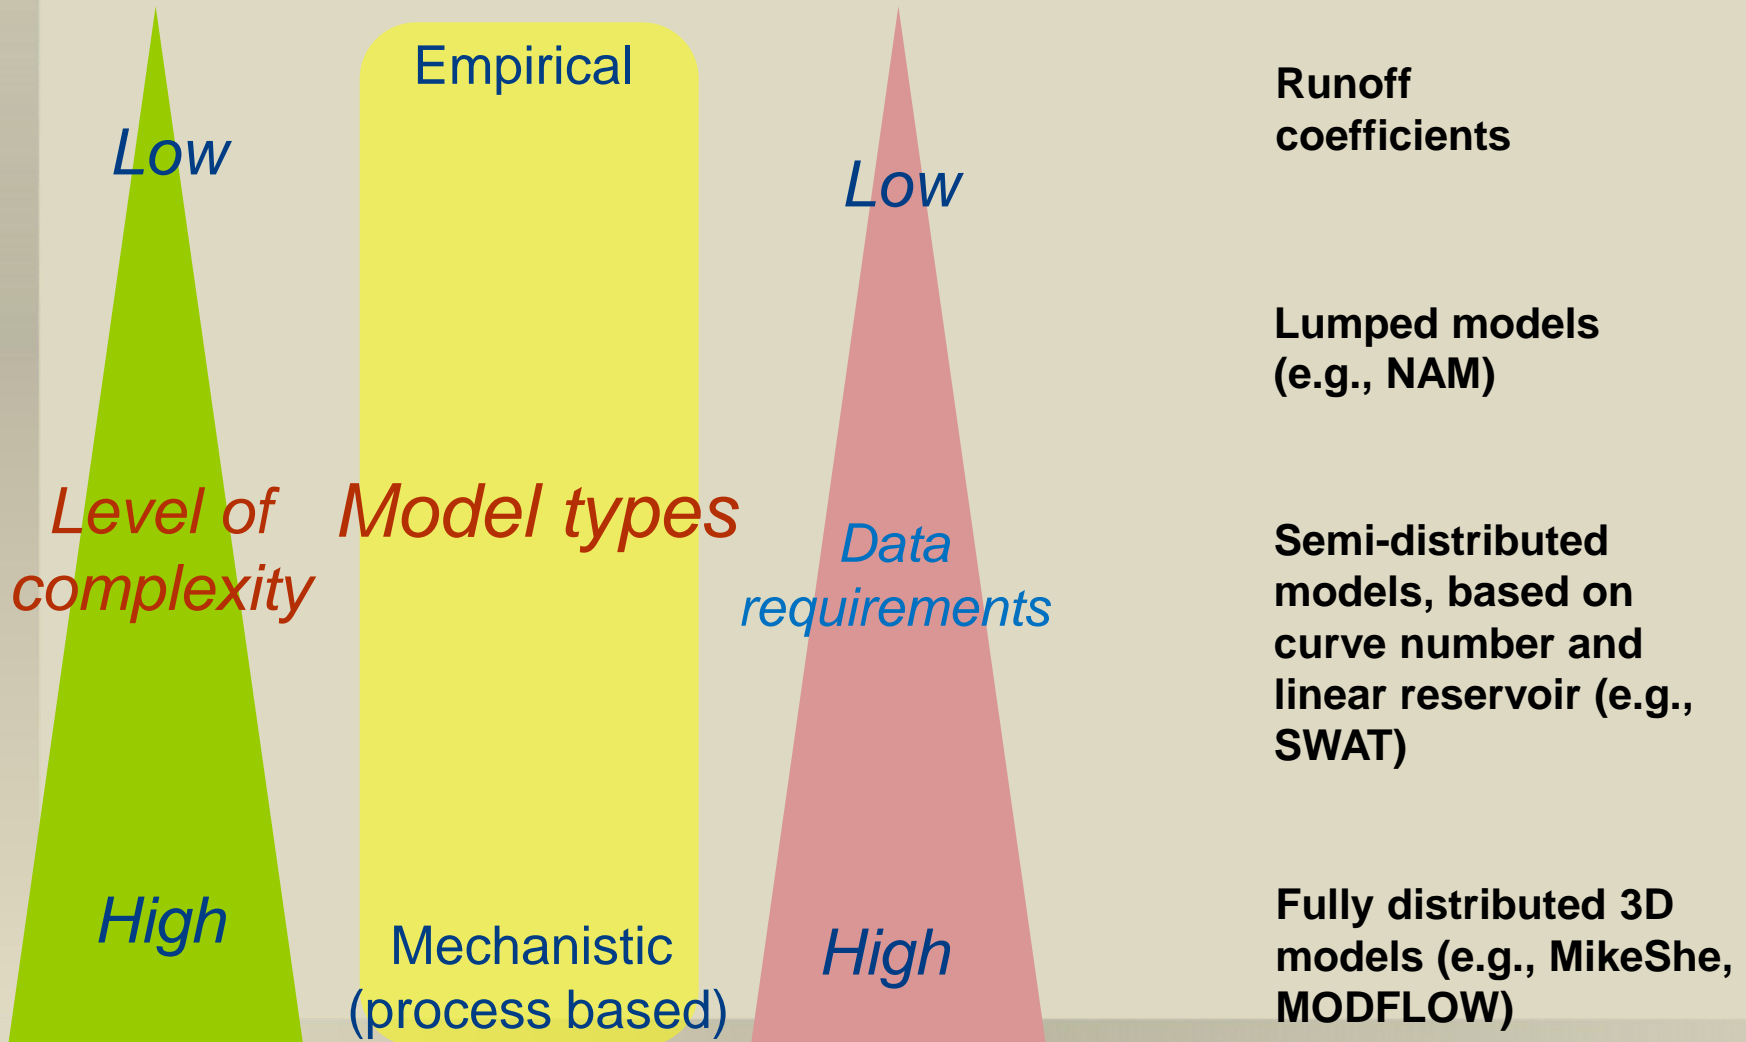 Low
Level of
complexity
High
Empirical
Model types
Mechanistic
(process based)
Low
Data
requirements
High
Runoff
coefficients
Lumped models
(e.g., NAM)
Semi-distributed
models, based on
curve number and
linear reservoir (e.g.,
SWAT)
Fully distributed 3D
models (e.g., MikeShe,
MODFLOW)